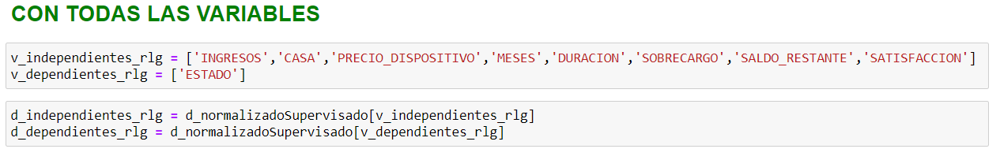 CON TODAS LAS VARIABLES
v_independientes_rlg = ['INGRESOS','CASA','PRECIO_DISPOSITIVO','MESES','DURACION','SOBRECARGO','SALDO_RESTANTE','SATISFACCION']
v_dependientes_rlg = ['ESTADO']
d_independientes_rlg = d_normalizadoSupervisado[v_independientes_rlg]
d_dependientes_rlg = d_normalizadoSupervisado[v_dependientes_rlg]